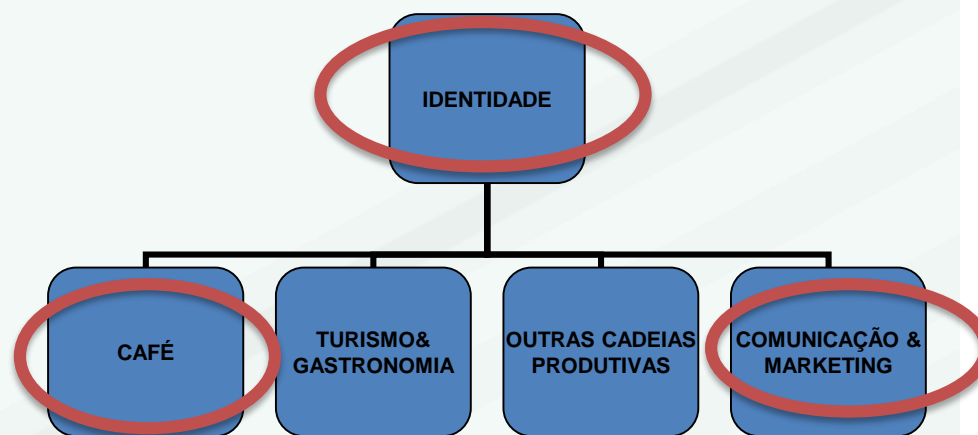 IDENTIDADE
CAFÉ
TURISMO&
GASTRONOMIA
OUTRAS CADEIAS
PRODUTIVAS
COMUNICAÇÃO &
MARKETING